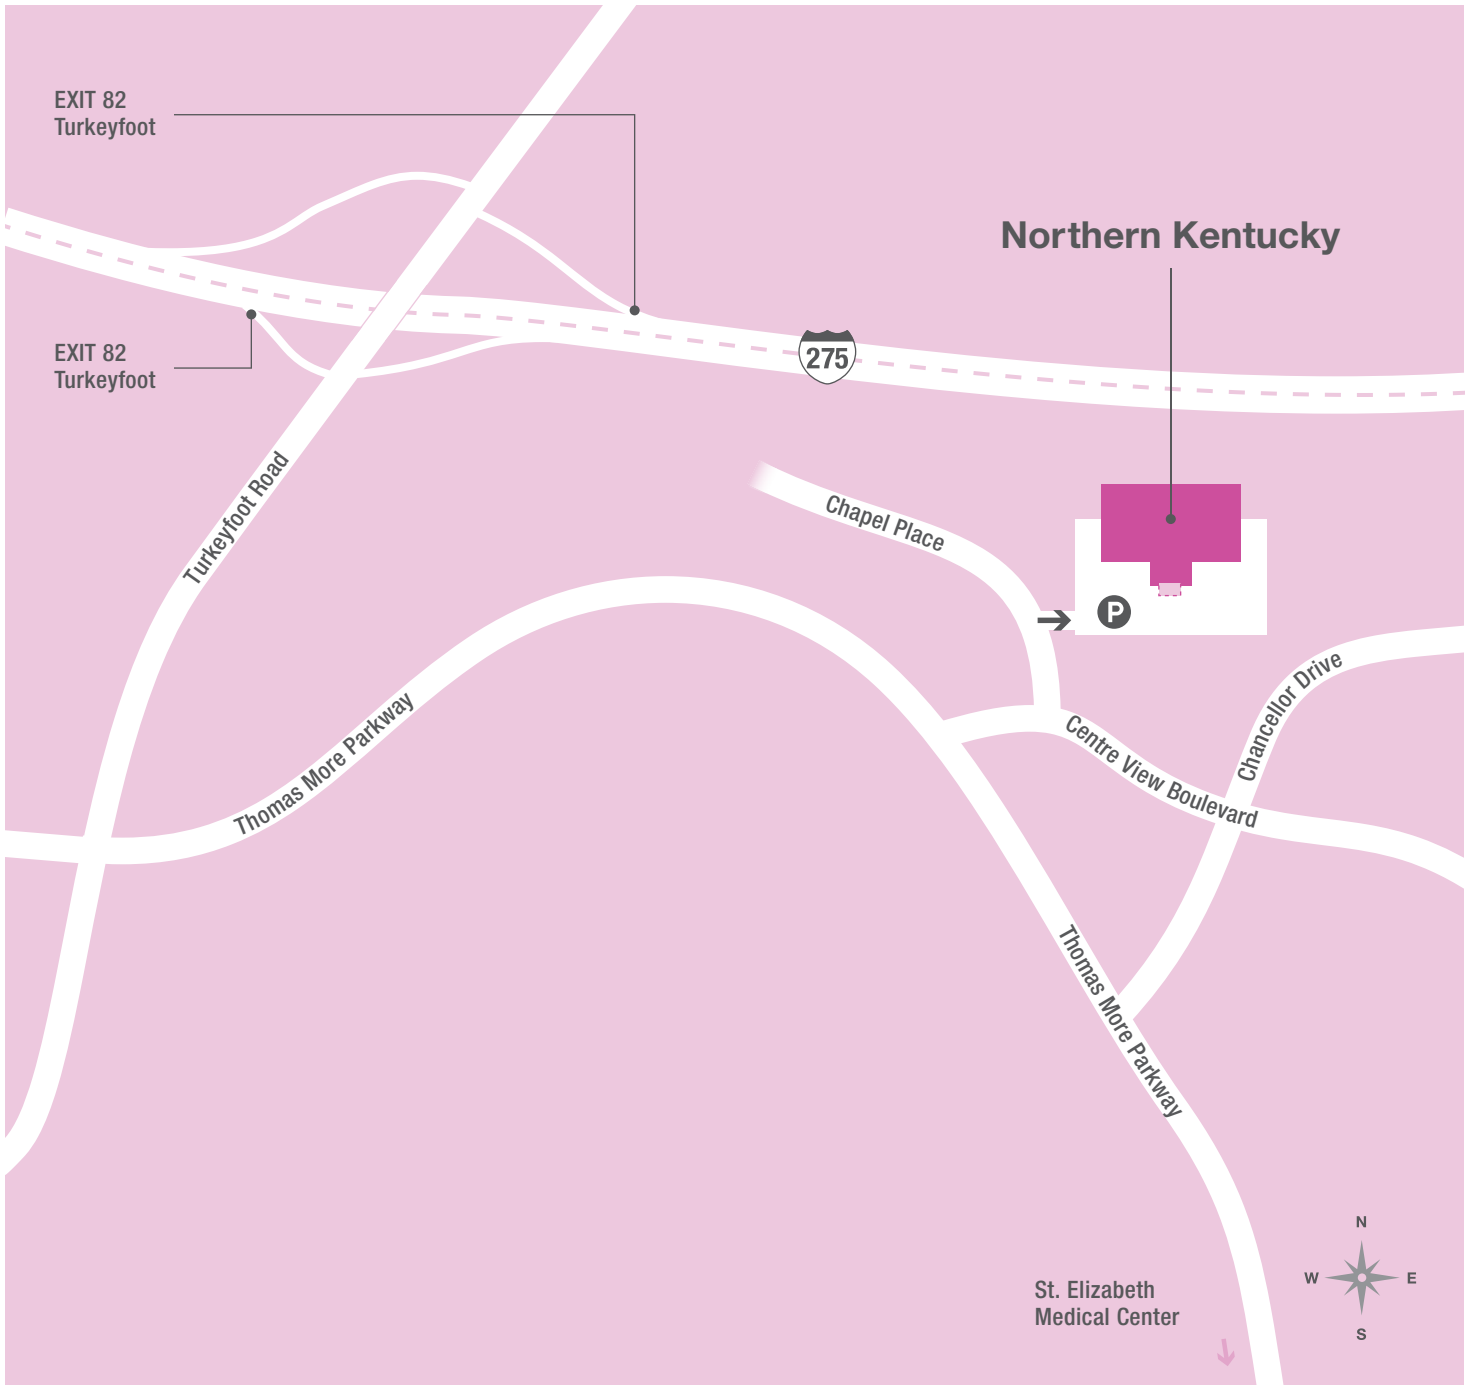 EXIT 82
Turkeyfoot
Northern Kentucky
275
EXIT 82
Turkeyfoot
Turkeyfoot Road
Chapel Place
P
Chancellor Drive
Thomas More Parkway
Centre View Boulevard
Thomas More Parkway
N
W
E
St. Elizabeth
Medical Center
S